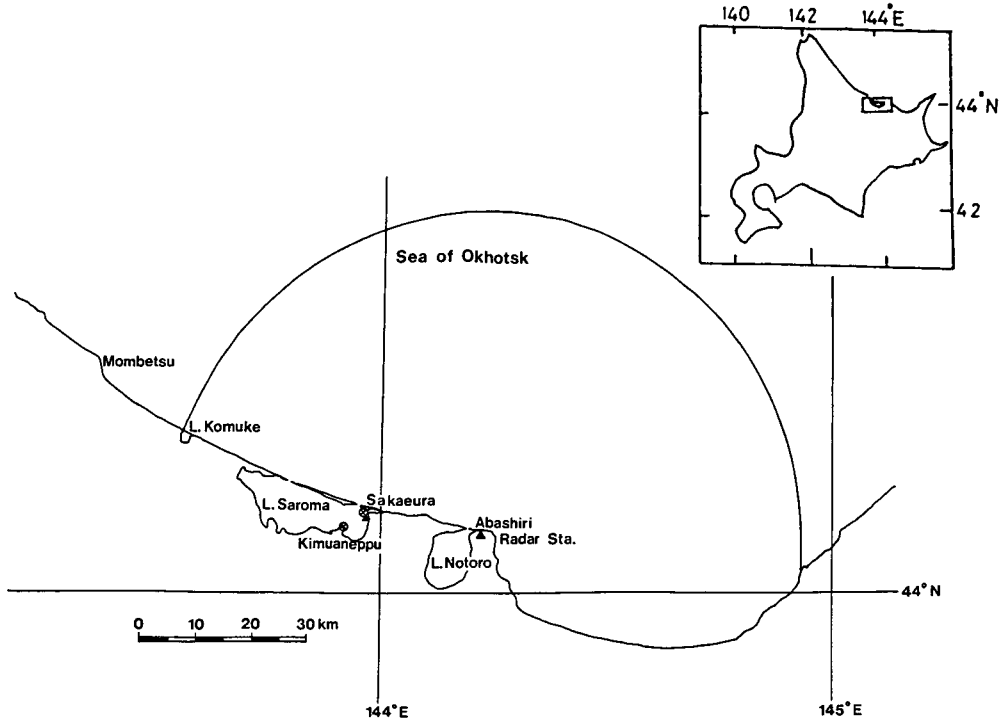 140 142 144°E
44°N
42
Sea of Okhotsk
Mombetsu
L. Komuke
L. Saroma
Sakaeura
Kimuaneppu
Abashiri
Radar Sta.
L. Notoro
44°N
0 10 20 30 km
144°E
145°E